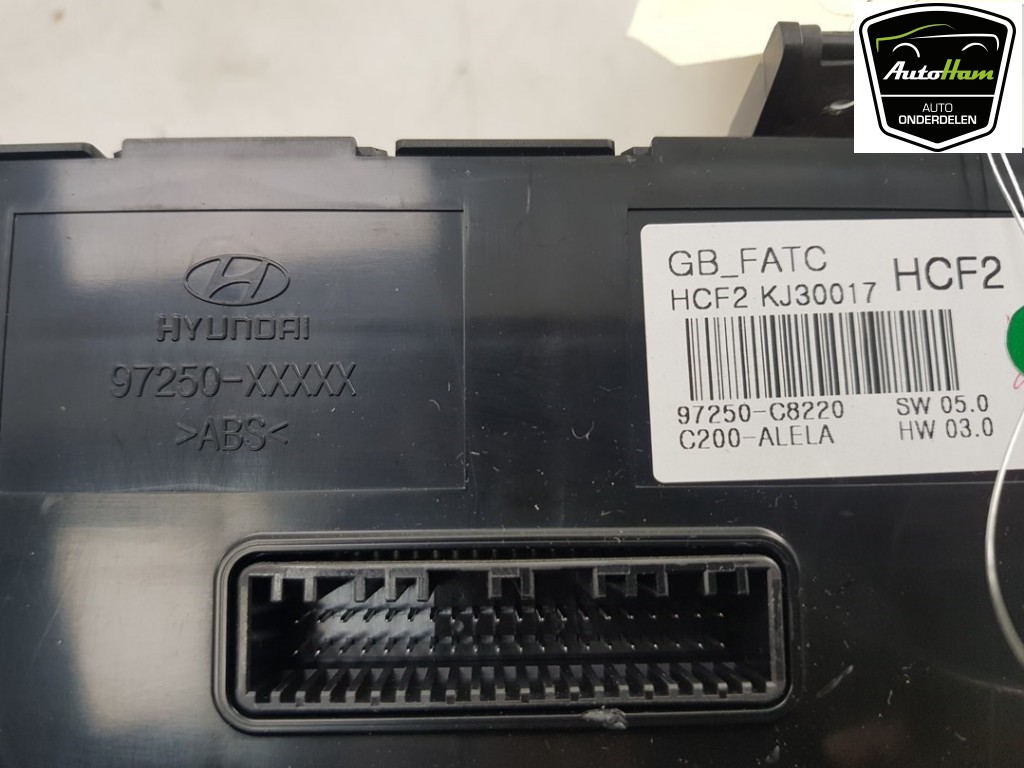 AutoHam
AUTO
ONDERDELEN
HYUNDAI
97250-XXXXX
>ABS<
GB_FATC
HCF2 KJ30017 HCF2
97250-C8220 SW 05.0
C200-ALELA HW 03.0